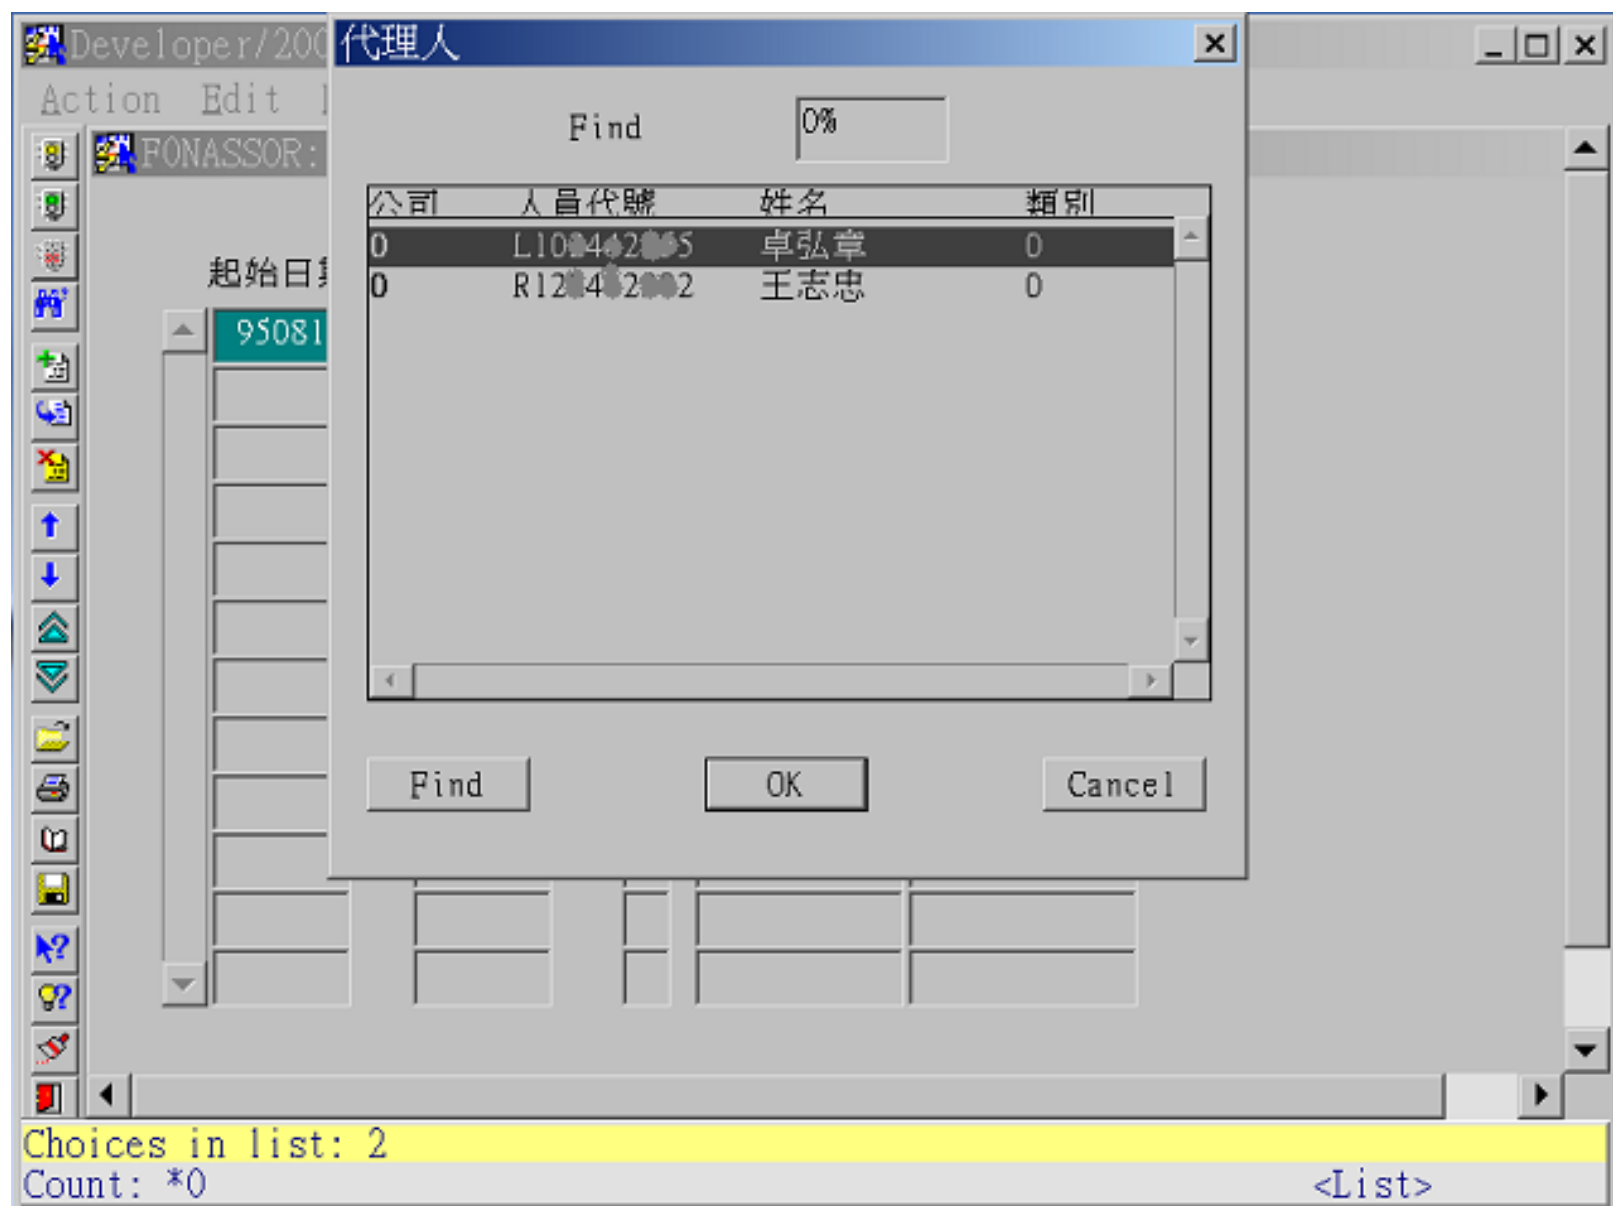 Developer/200
代理人
Action Edit
Find 0%
FONASSOR:
公司 人員代號 姓名 類別
0 卓弘章 0
0 王志忠 0
起始日期
95081
Find OK Cancel
Choices in list: 2
Count: *0 <List>